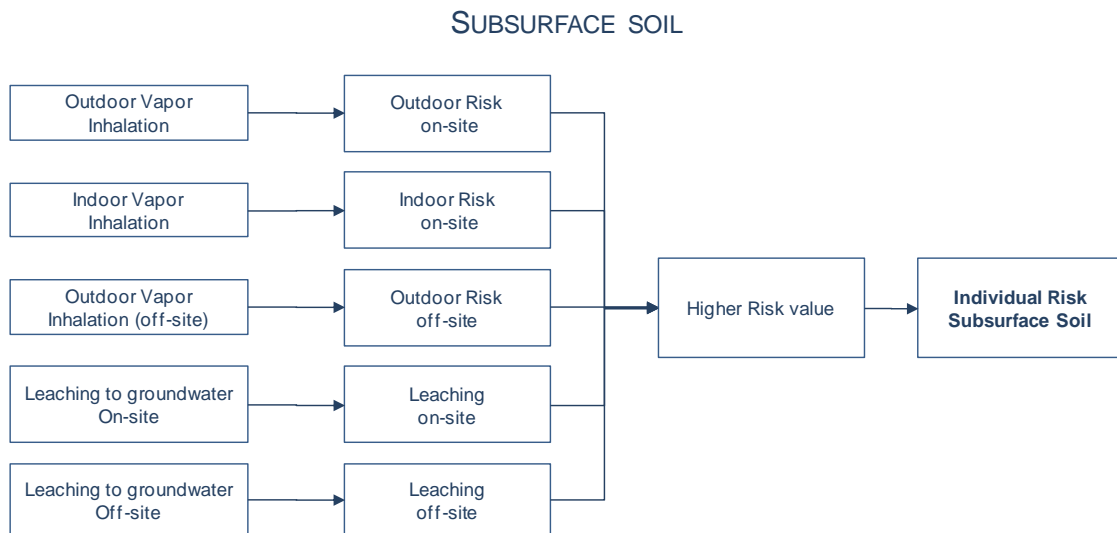 SUBSURFACE SOIL
Outdoor Vapor
Inhalation
Outdoor Risk
on-site
Indoor Vapor
Inhalation
Indoor Risk
on-site
Outdoor Vapor
Inhalation (off-site)
Outdoor Risk
off-site
Higher Risk value
Individual Risk
Subsurface Soil
Leaching to groundwater
On-site
Leaching
on-site
Leaching to groundwater
Off-site
Leaching
off-site